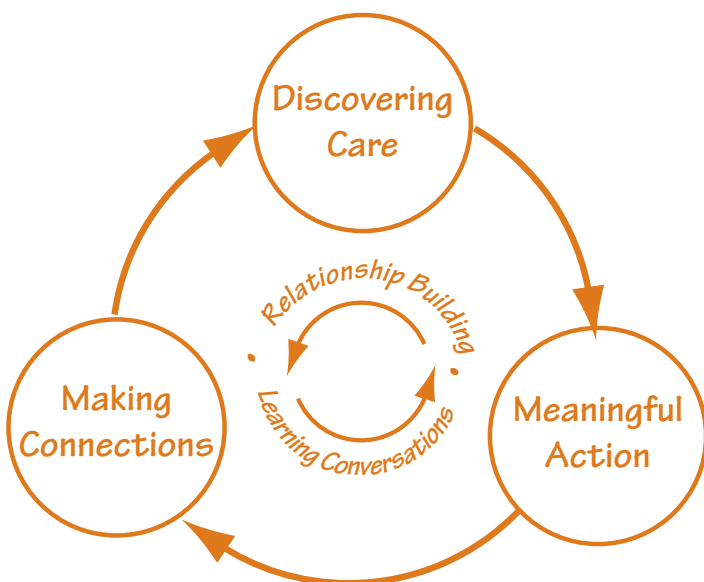 Discovering
Care
Relationship Building
Making
Connections
Learning Conversations
Meaningful
Action